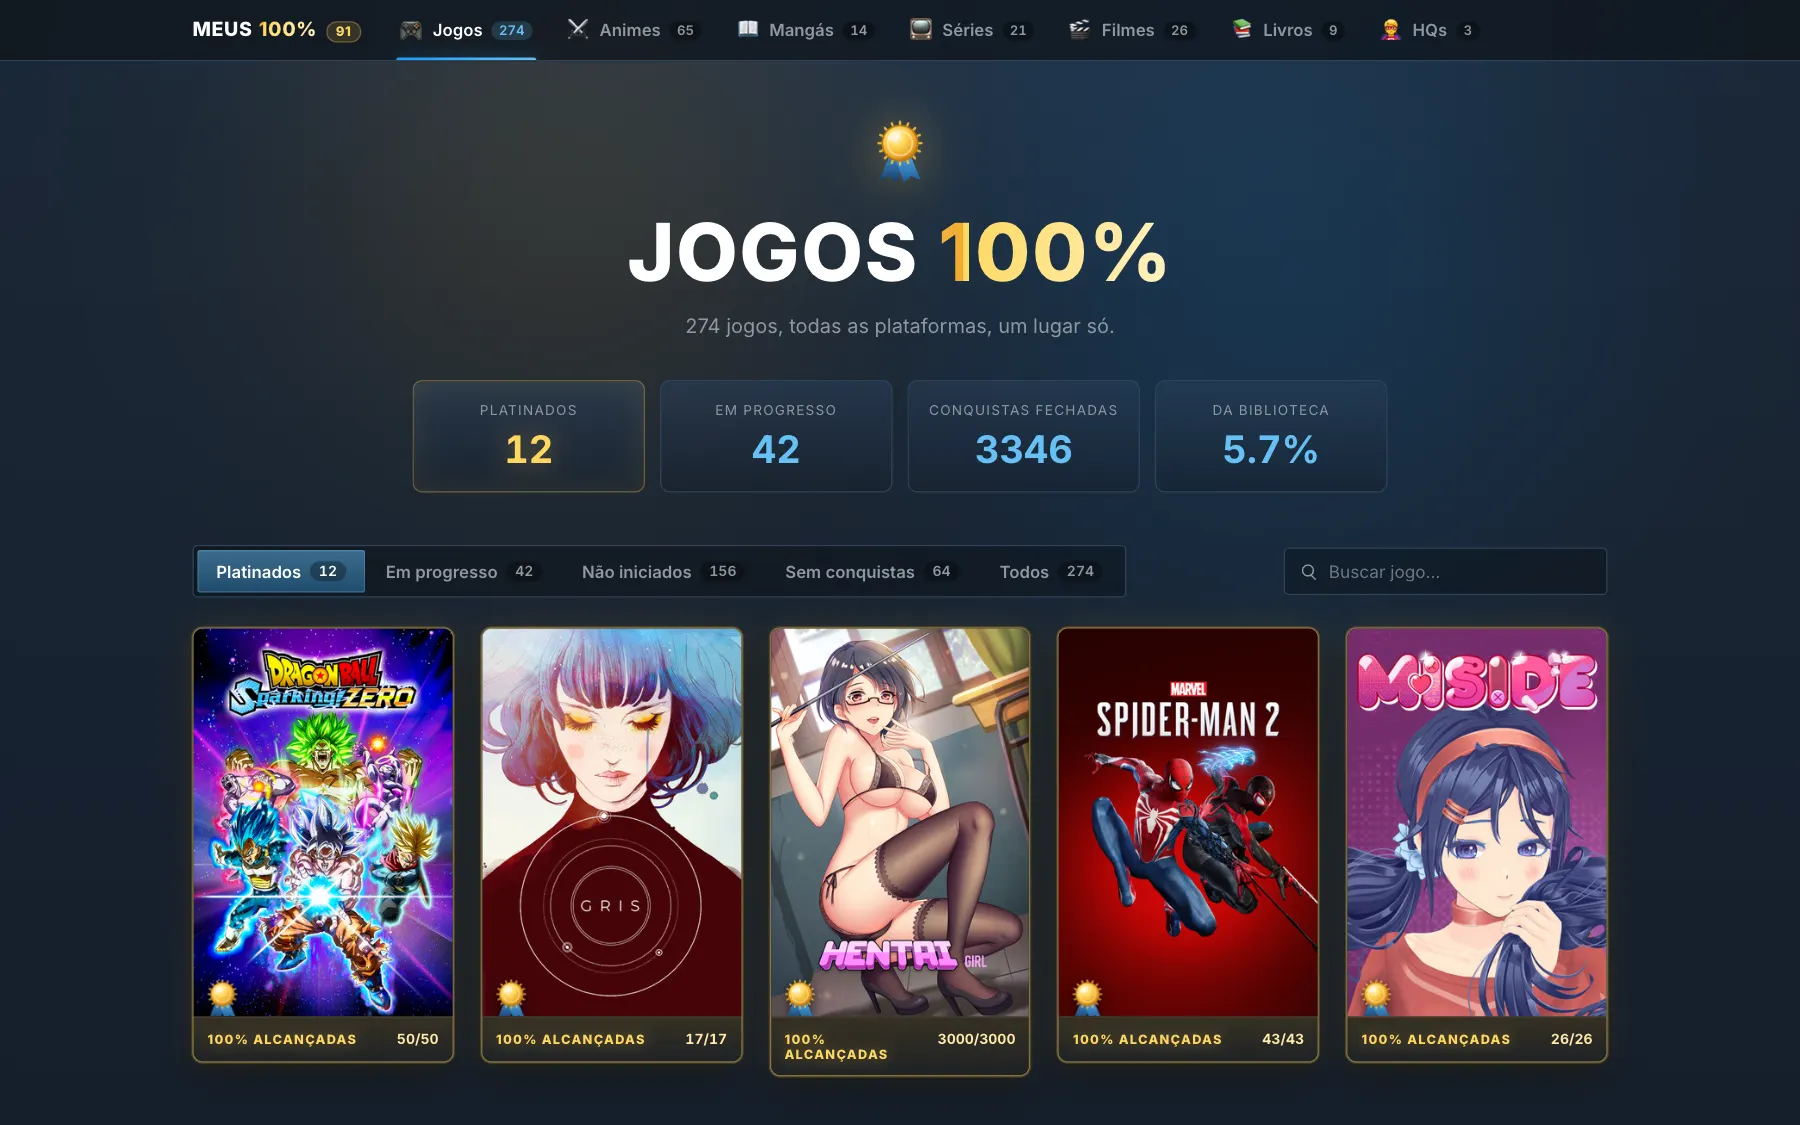 MEUS 100% 91
Jogos 274
Animes 65
Mangás 14
Séries 21
Filmes 26
Livros 9
HQs 3
JOGOS 100%
274 jogos, todas as plataformas, um lugar só.
PLATINADOS
12
EM PROGRESSO
42
CONQUISTAS FECHADAS
3346
DA BIBLIOTECA
5.7%
Platinados 12
Em progresso 42
Não iniciados 156
Sem conquistas 64
Todos 274
Buscar jogo...
DRAGON BALL
Sparking! ZERO
100% ALCANÇADAS 50/50
GRIS
100% ALCANÇADAS 17/17
HENTAI GIRL
100% ALCANÇADAS 3000/3000
MARVEL
SPIDER-MAN 2
100% ALCANÇADAS 43/43
MISIDE
100% ALCANÇADAS 26/26